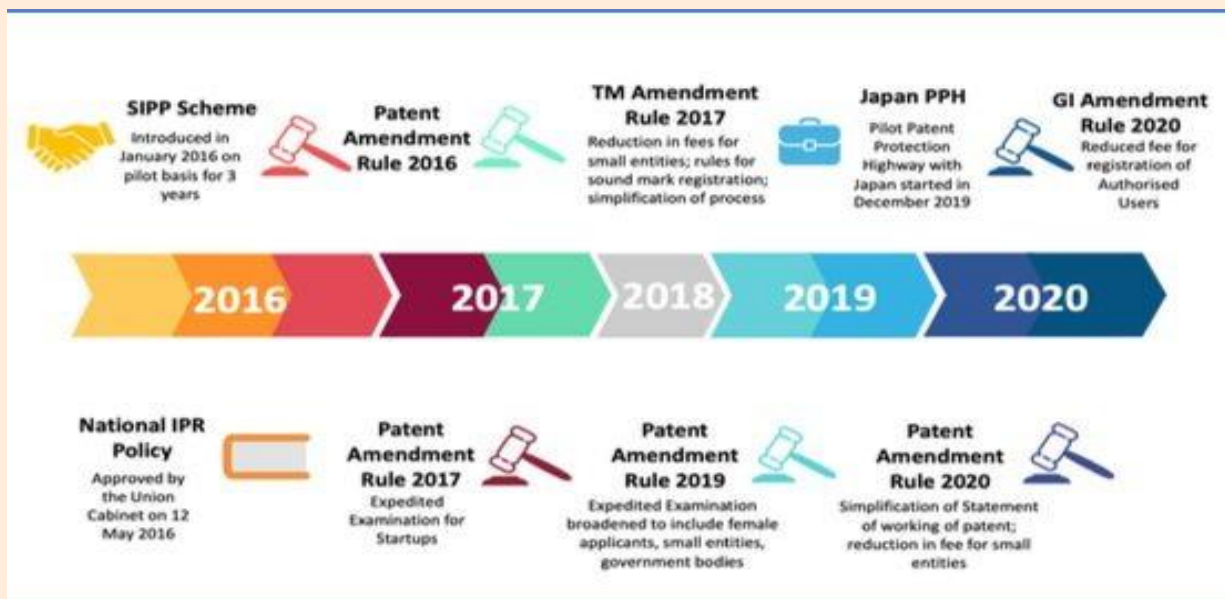 SIPP Scheme
Introduced in
January 2016 on
pilot basis for 3
years
Patent
Amendment
Rule 2016
TM Amendment
Rule 2017
Reduction in fees for
small entities; rules for
sound mark registration;
simplification of process
Japan PPH
Pilot Patent
Protection
Highway with
Japan started in
December 2019
GI Amendment
Rule 2020
Reduced fee for
registration of
Authorised
Users
2016
2017
2018
2019
2020
National IPR
Policy
Approved by
the Union
Cabinet on 12
May 2016
Patent
Amendment
Rule 2017
Expedited
Examination for
Startups
Patent
Amendment
Rule 2019
Expedited Examination
broadened to include female
applicants, small entities,
government bodies
Patent
Amendment
Rule 2020
Simplification of Statement
of working of patent;
reduction in fee for small
entities